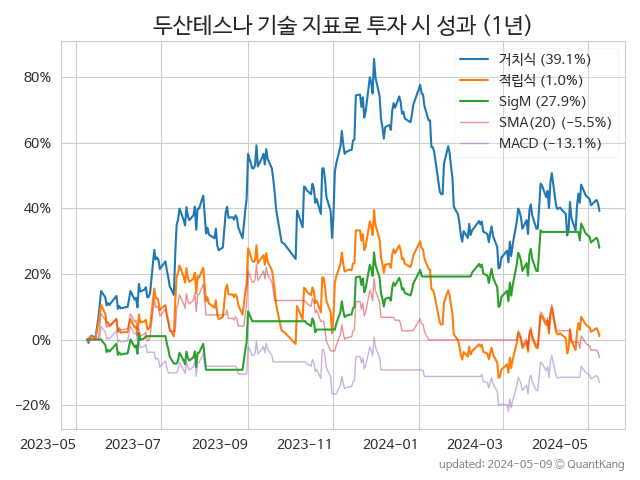 두산테스나 기술 지표로 투자 시 성과 (1년)
거치식 (39.1%)
적립식 (1.0%)
SigM (27.9%)
SMA(20) (−5.5%)
MACD (−13.1%)
80%
60%
40%
20%
0%
−20%
2023-05 2023-07 2023-09 2023-11 2024-01 2024-03 2024-05
updated: 2024-05-09 © QuantKang